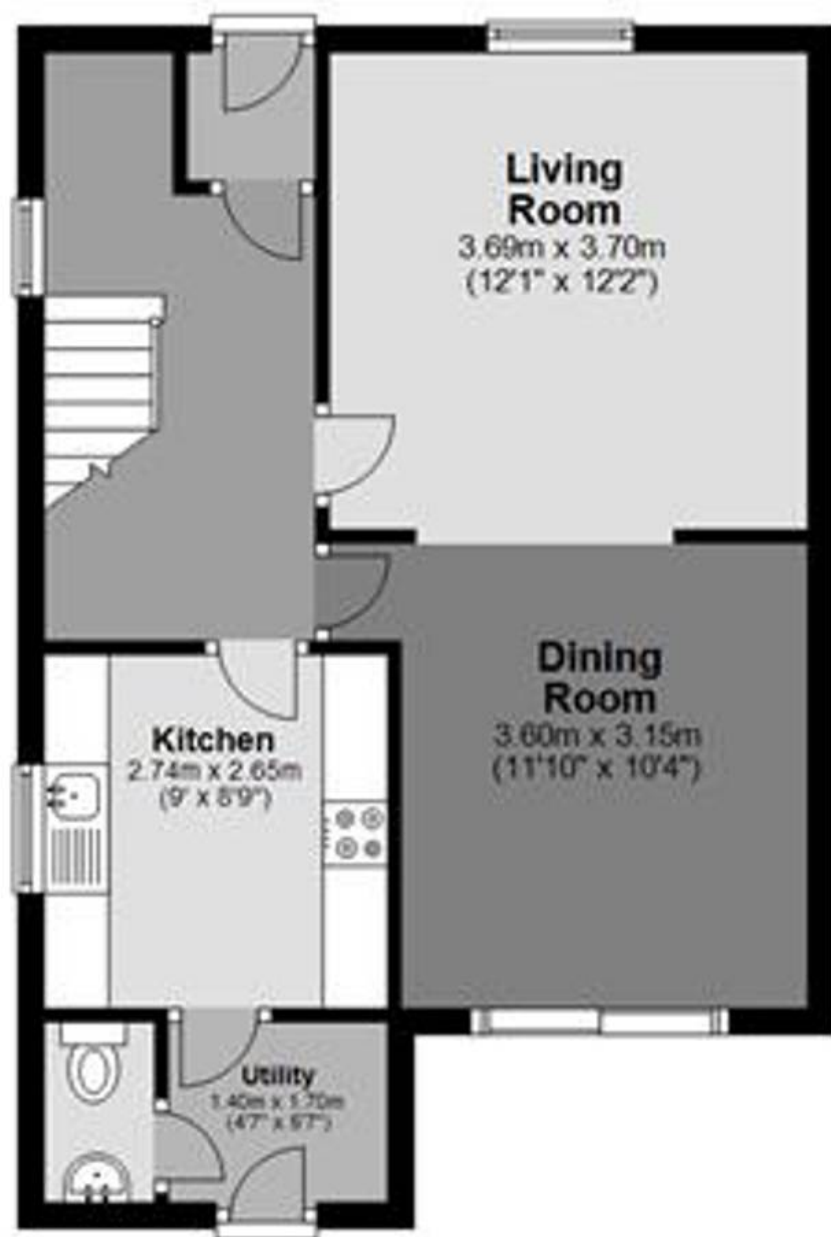 Living
Room
3.69m x 3.70m
(12'1" x 12'2")
Dining
Room
3.60m x 3.15m
(11'10" x 10'4")
Kitchen
2.74m x 2.65m
(9' x 8'9")
Utility
1.40m x 1.70m
(4'7" x 5'7")